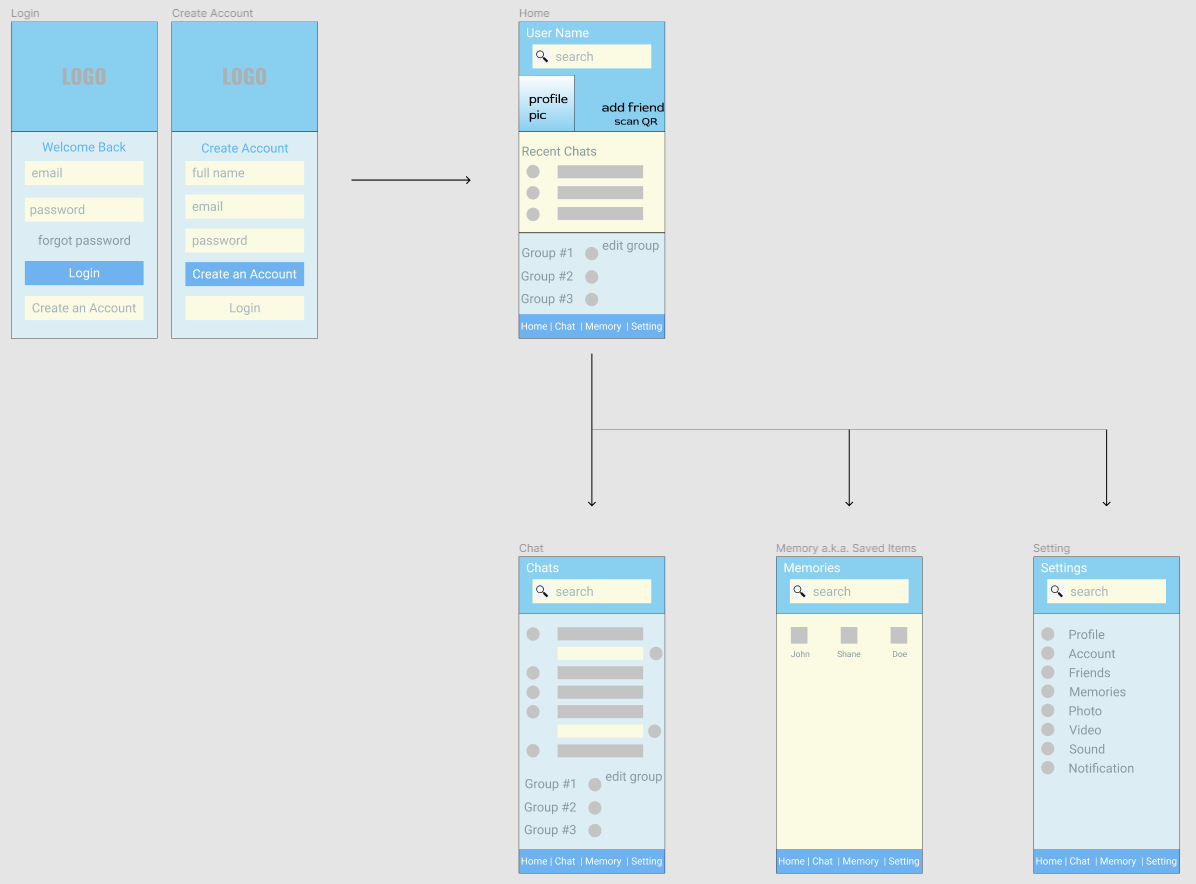 Login
LOGO
Welcome Back
email
password
forgot password
Login
Create an Account
Create Account
LOGO
Create Account
full name
email
password
Create an Account
Login
Home
User Name
search
profile
pic
add friend
scan QR
Recent Chats
Group #1
edit group
Group #2
Group #3
Home | Chat | Memory | Setting
Chat
Chats
search
Group #1
edit group
Group #2
Group #3
Home | Chat | Memory | Setting
Memory a.k.a. Saved Items
Memories
search
John Shane Doe
Home | Chat | Memory | Setting
Setting
Settings
search
Profile
Account
Friends
Memories
Photo
Video
Sound
Notification
Home | Chat | Memory | Setting